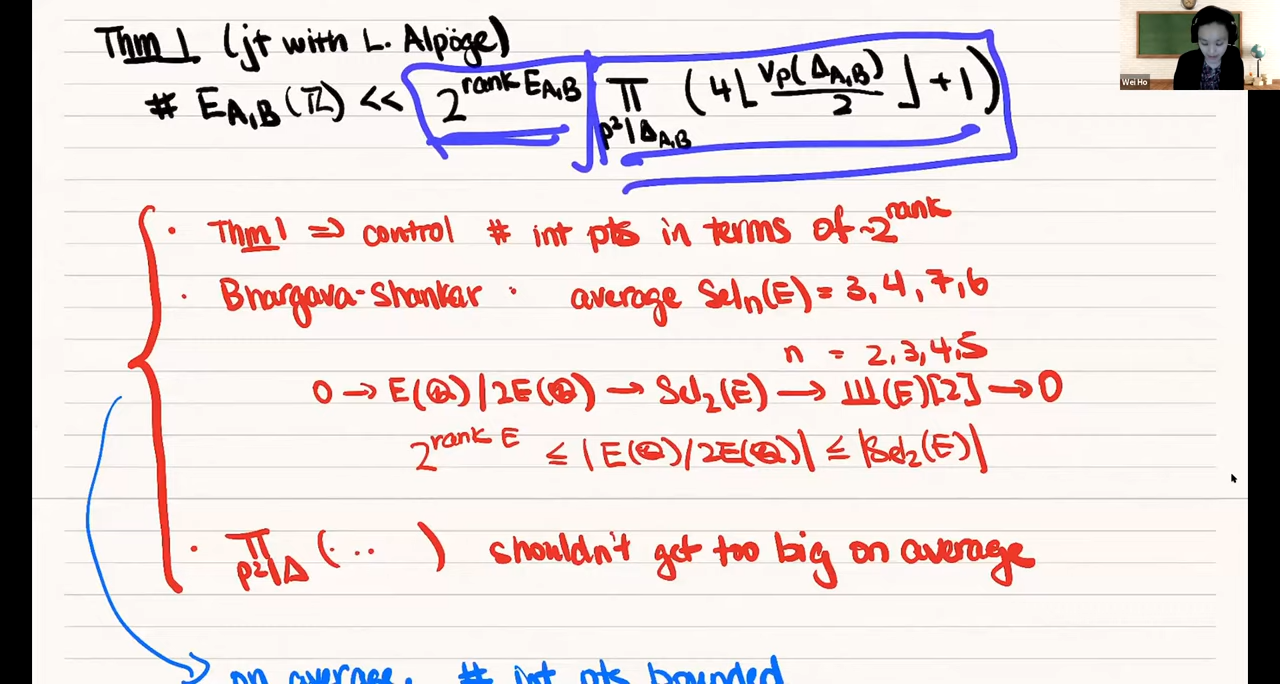 Thm 1 (jt with L. Alpöge)
# E_{A,B}(ℤ) << 2^{rank E_{A,B}} ∏_{p²|Δ_{A,B}} (4⌊v_p(Δ_{A,B})/2⌋ + 1)
Wei Ho
· Thm 1 ⇒ control # int pts in terms of ~2^{rank}
· Bhargava-Shankar · average Sel_n(E) = 3, 4, 7, 6
n = 2, 3, 4, 5
0 → E(ℚ)/2E(ℚ) → Sel_2(E) → Ш(E)[2] → 0
2^{rank E} ≤ |E(ℚ)/2E(ℚ)| ≤ |Sel_2(E)|
· ∏_{p²|Δ} (...) shouldn't get too big on average
on average, # int pts bounded